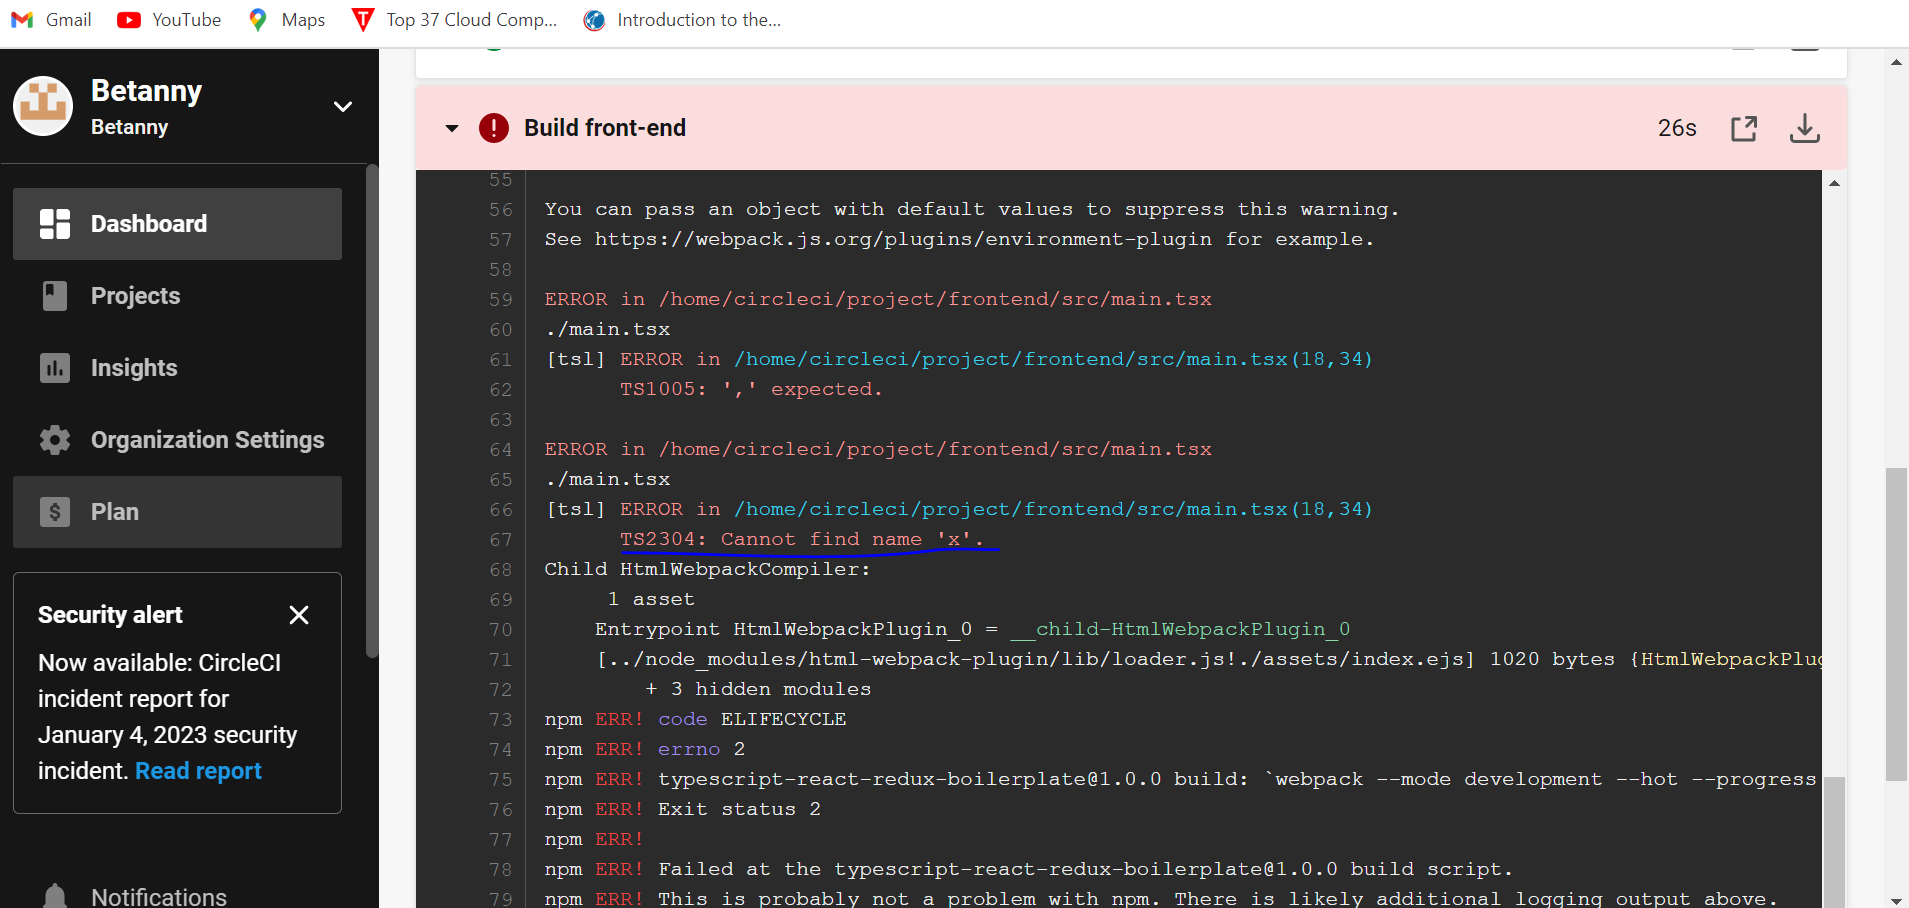 Gmail YouTube Maps Top 37 Cloud Comp... Introduction to the...
Betanny
Betanny
Dashboard
Projects
Insights
Organization Settings
Plan
Security alert
Now available: CircleCI
incident report for
January 4, 2023 security
incident. Read report
Notifications
Build front-end 26s
55
56 You can pass an object with default values to suppress this warning.
57 See https://webpack.js.org/plugins/environment-plugin for example.
58
59 ERROR in /home/circleci/project/frontend/src/main.tsx
60 ./main.tsx
61 [tsl] ERROR in /home/circleci/project/frontend/src/main.tsx(18,34)
62 TS1005: ',' expected.
63
64 ERROR in /home/circleci/project/frontend/src/main.tsx
65 ./main.tsx
66 [tsl] ERROR in /home/circleci/project/frontend/src/main.tsx(18,34)
67 TS2304: Cannot find name 'x'.
68 Child HtmlWebpackCompiler:
69 1 asset
70 Entrypoint HtmlWebpackPlugin_0 = __child-HtmlWebpackPlugin_0
71 [../node_modules/html-webpack-plugin/lib/loader.js!./assets/index.ejs] 1020 bytes {HtmlWebpackPlug
72 + 3 hidden modules
73 npm ERR! code ELIFECYCLE
74 npm ERR! errno 2
75 npm ERR! typescript-react-redux-boilerplate@1.0.0 build: `webpack --mode development --hot --progress
76 npm ERR! Exit status 2
77 npm ERR!
78 npm ERR! Failed at the typescript-react-redux-boilerplate@1.0.0 build script.
79 npm ERR! This is probably not a problem with npm. There is likely additional logging output above.